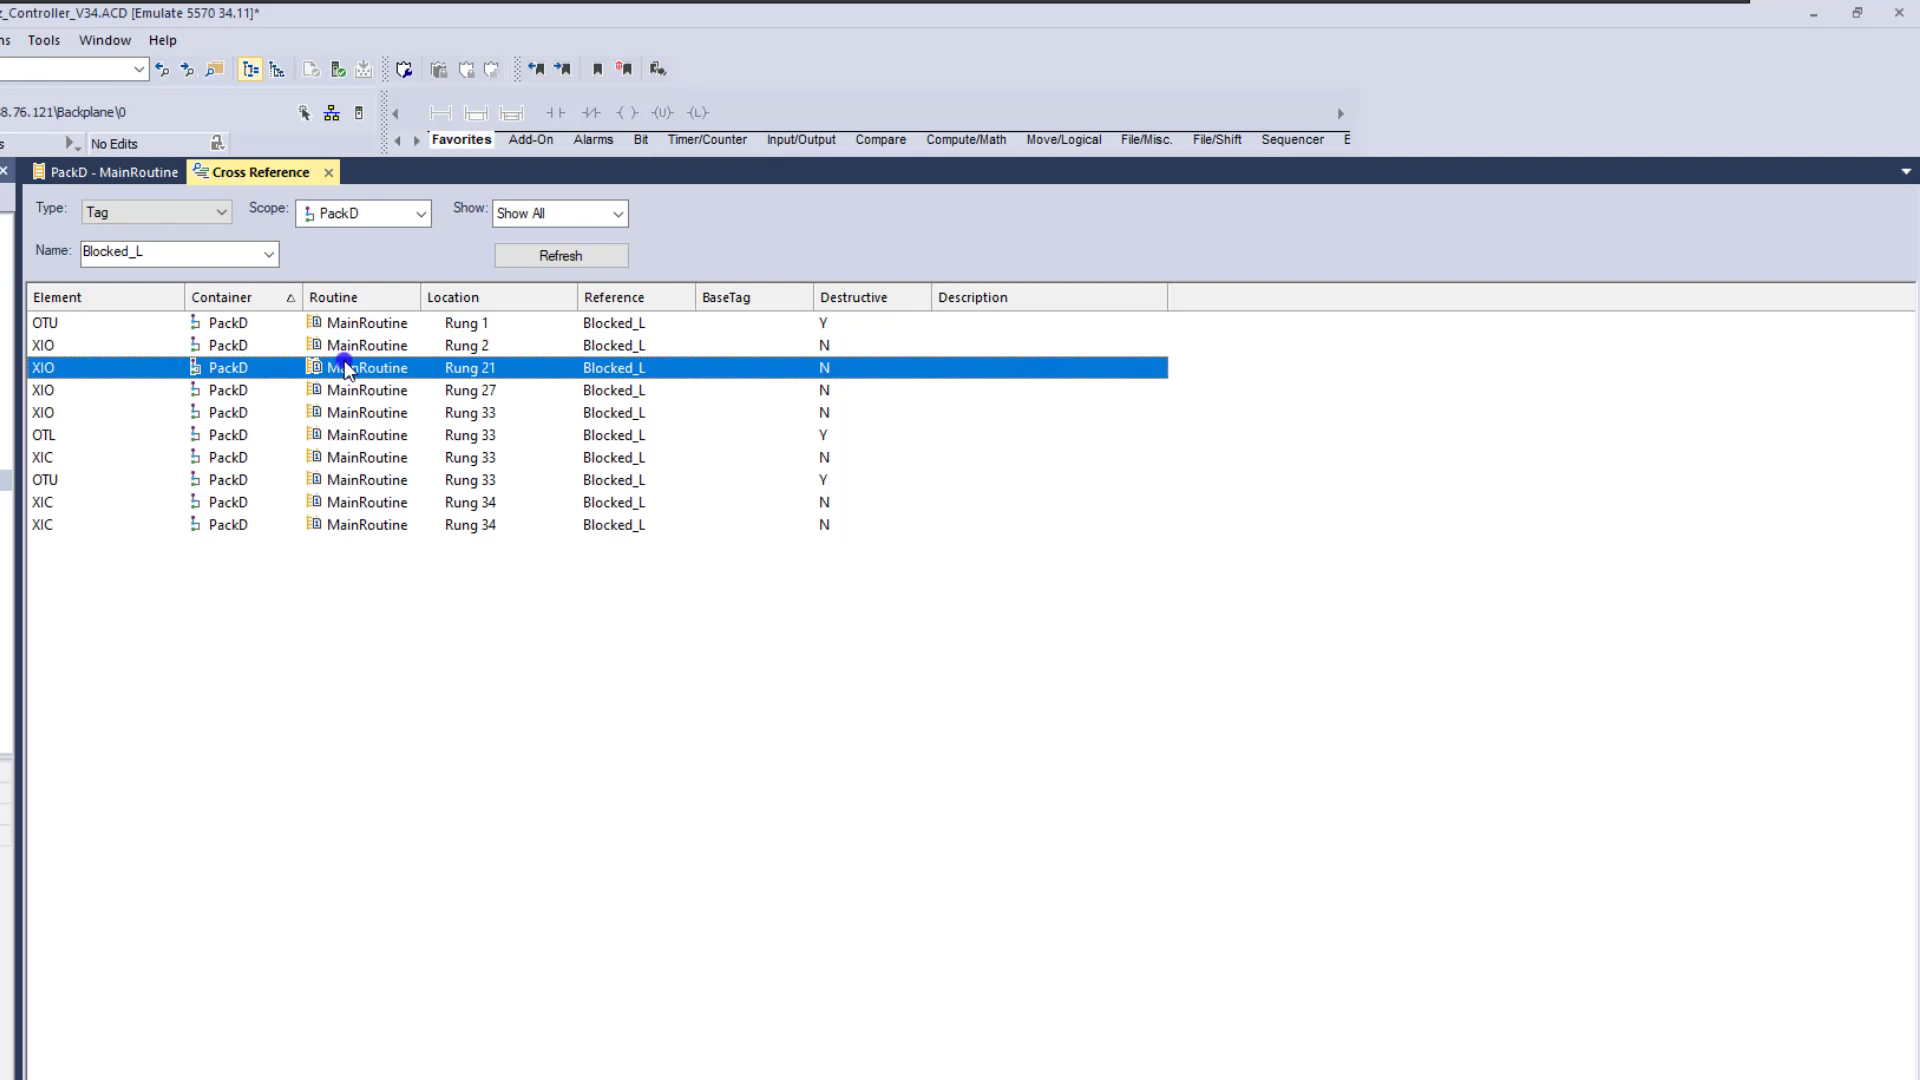 z_Controller_V34.ACD [Emulate 5570 34.11]*
ns Tools Window Help
8.76.121\Backplane\0
s No Edits
Favorites Add-On Alarms Bit Timer/Counter Input/Output Compare Compute/Math Move/Logical File/Misc. File/Shift Sequencer E
PackD - MainRoutine Cross Reference
Type: Tag Scope: PackD Show: Show All
Name: Blocked_L Refresh
Element Container Routine Location Reference BaseTag Destructive Description
OTU PackD MainRoutine Rung 1 Blocked_L Y
XIO PackD MainRoutine Rung 2 Blocked_L N
XIO PackD MainRoutine Rung 21 Blocked_L N
XIO PackD MainRoutine Rung 27 Blocked_L N
XIO PackD MainRoutine Rung 33 Blocked_L N
OTL PackD MainRoutine Rung 33 Blocked_L Y
XIC PackD MainRoutine Rung 33 Blocked_L N
OTU PackD MainRoutine Rung 33 Blocked_L Y
XIC PackD MainRoutine Rung 34 Blocked_L N
XIC PackD MainRoutine Rung 34 Blocked_L N